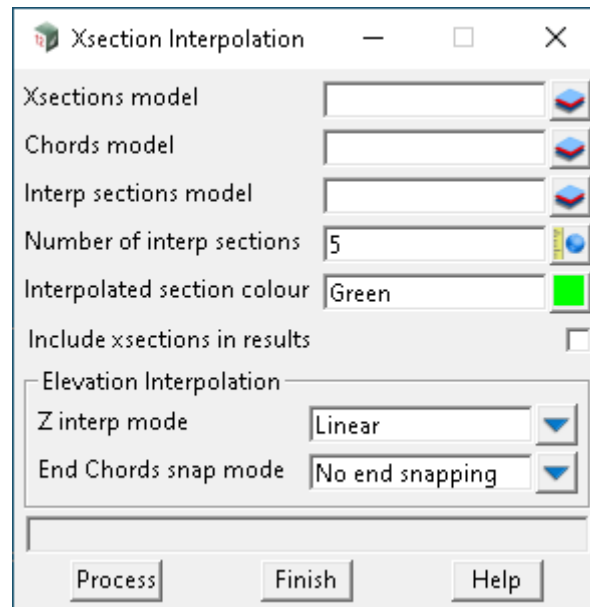 Xsection Interpolation
Xsections model
Chords model
Interp sections model
Number of interp sections 5
Interpolated section colour Green
Include xsections in results
Elevation Interpolation
Z interp mode Linear
End Chords snap mode No end snapping
Process Finish Help